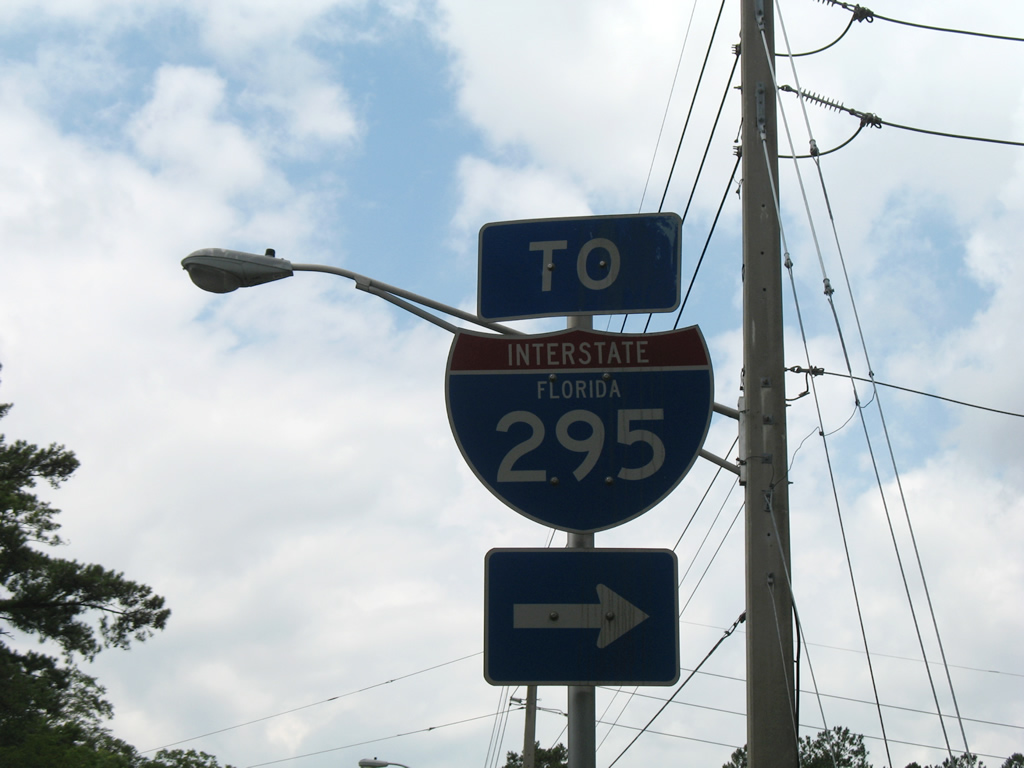 TO
INTERSTATE
FLORIDA
295